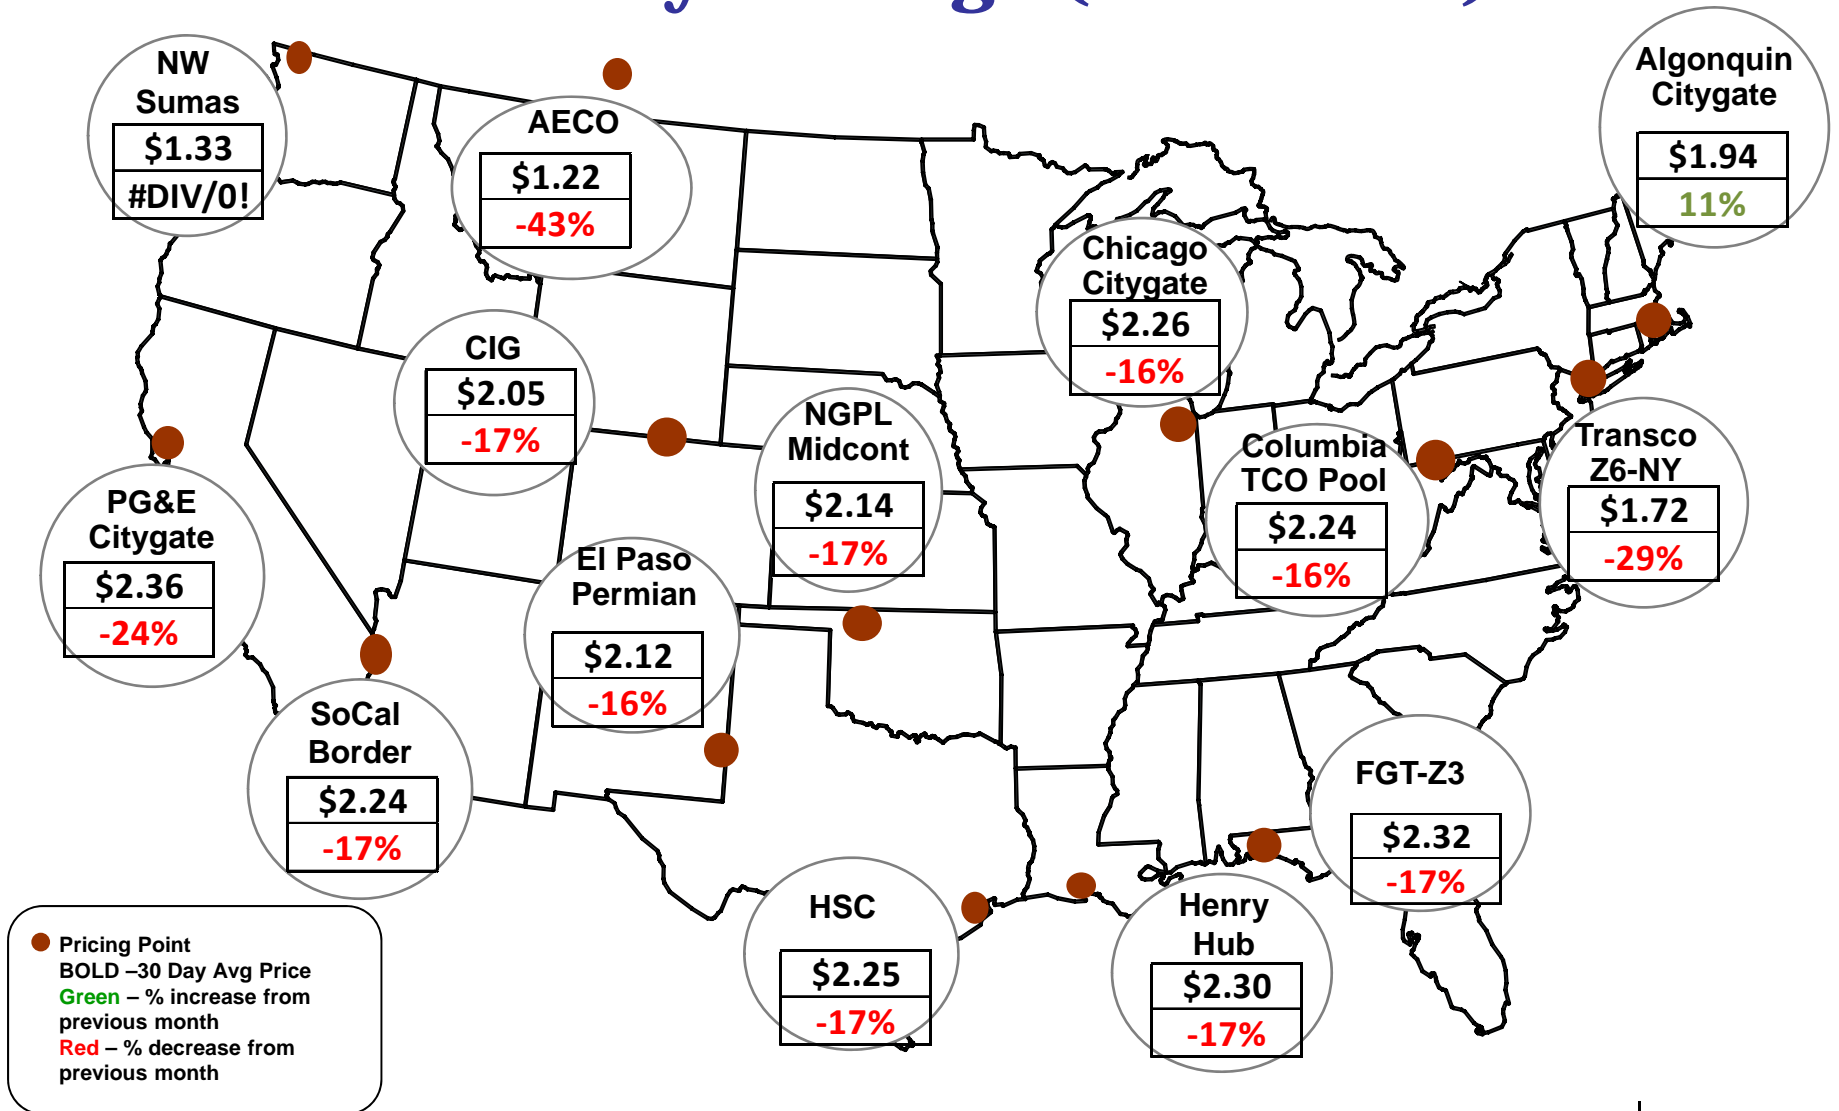 NW
Sumas
$1.33
#DIV/0!
AECO
$1.22
-43%
Algonquin
Citygate
$1.94
11%
Chicago
Citygate
$2.26
-16%
CIG
$2.05
-17%
NGPL
Midcont
$2.14
-17%
Columbia
TCO Pool
$2.24
-16%
Transco
Z6-NY
$1.72
-29%
PG&E
Citygate
$2.36
-24%
El Paso
Permian
$2.12
-16%
SoCal
Border
$2.24
-17%
FGT-Z3
$2.32
-17%
HSC
$2.25
-17%
Henry
Hub
$2.30
-17%
Pricing Point
BOLD –30 Day Avg Price
Green – % increase from
previous month
Red – % decrease from
previous month